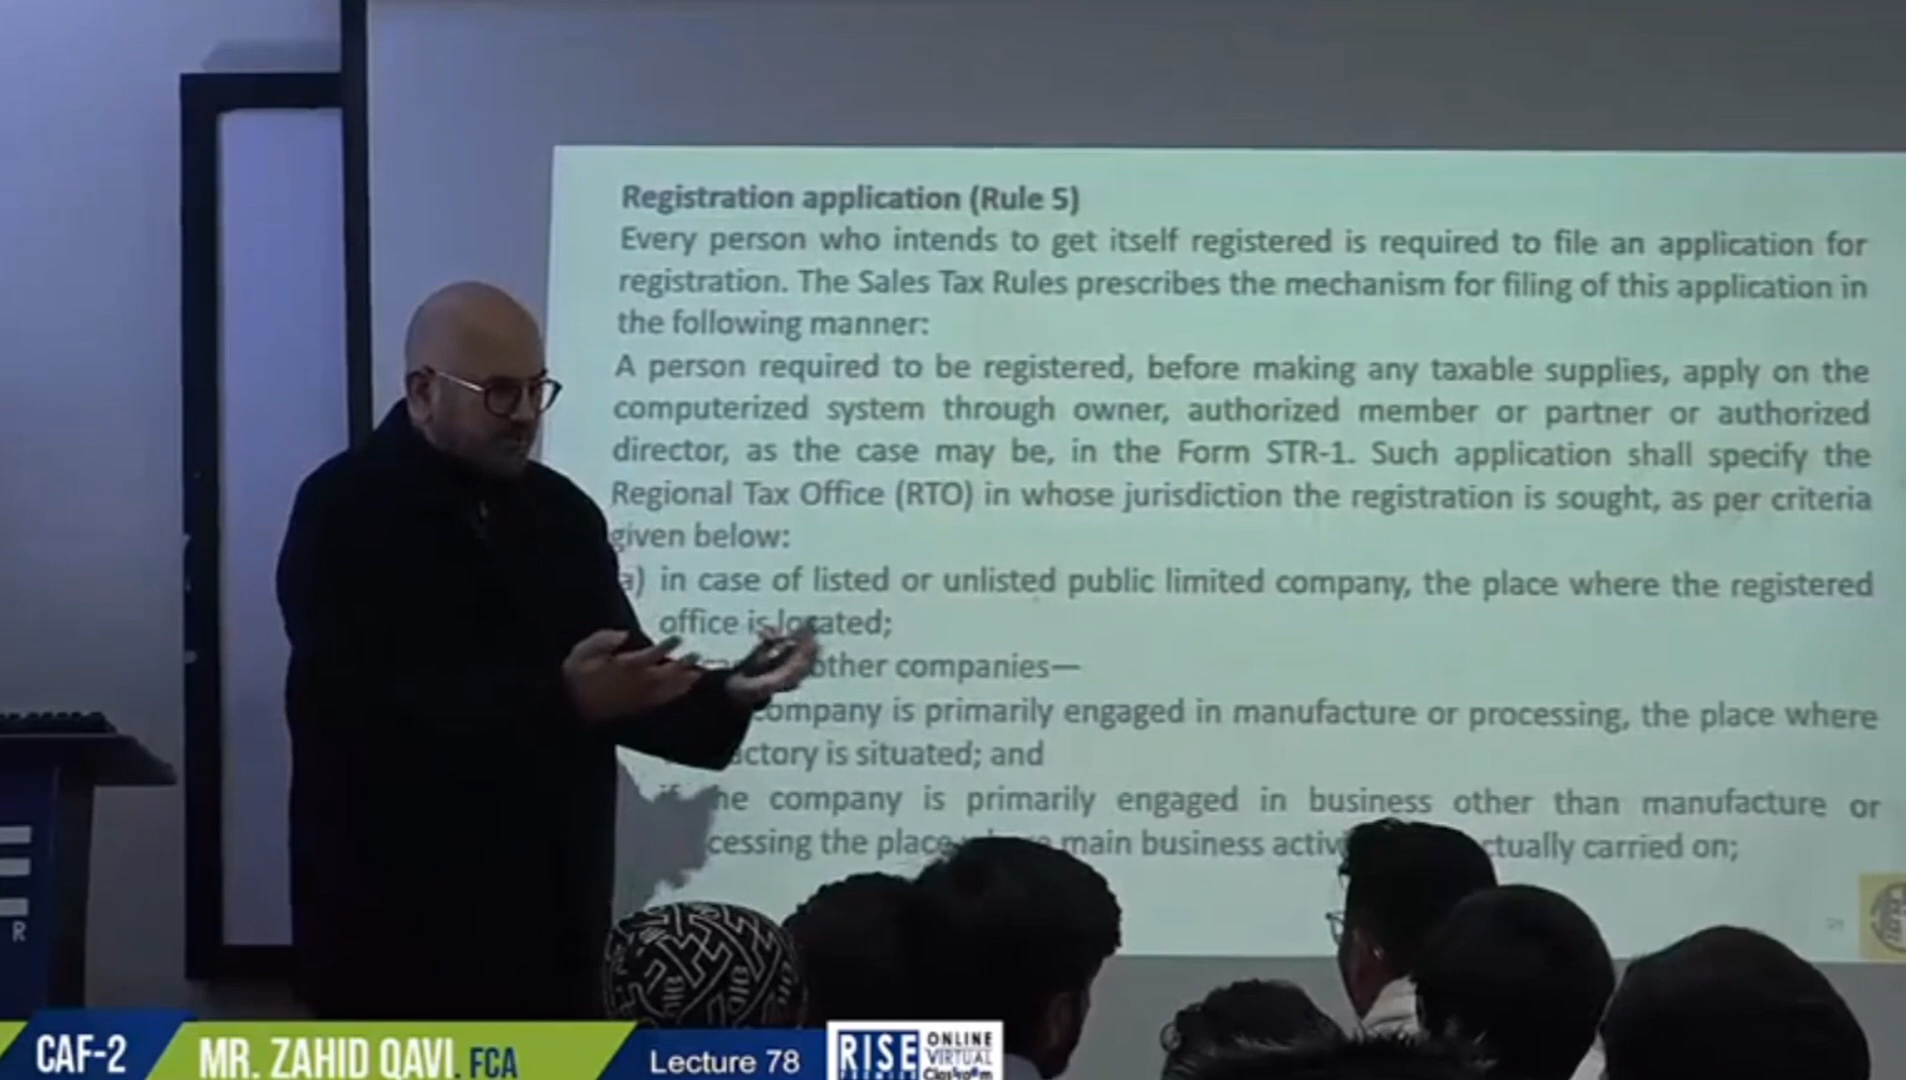 Registration application (Rule 5)
Every person who intends to get itself registered is required to file an application for
registration. The Sales Tax Rules prescribes the mechanism for filing of this application in
the following manner:
A person required to be registered, before making any taxable supplies, apply on the
computerized system through owner, authorized member or partner or authorized
director, as the case may be, in the Form STR-1. Such application shall specify the
Regional Tax Office (RTO) in whose jurisdiction the registration is sought, as per criteria
given below:
a) in case of listed or unlisted public limited company, the place where the registered
office is located;
other companies—
company is primarily engaged in manufacture or processing, the place where
is situated; and
company is primarily engaged in business other than manufacture or
the place main business carried on;
E
R
CAF-2
MR. ZAHID QAVI. FCA
Lecture 78
RISE
ONLINE
VIRTUAL
Classroom